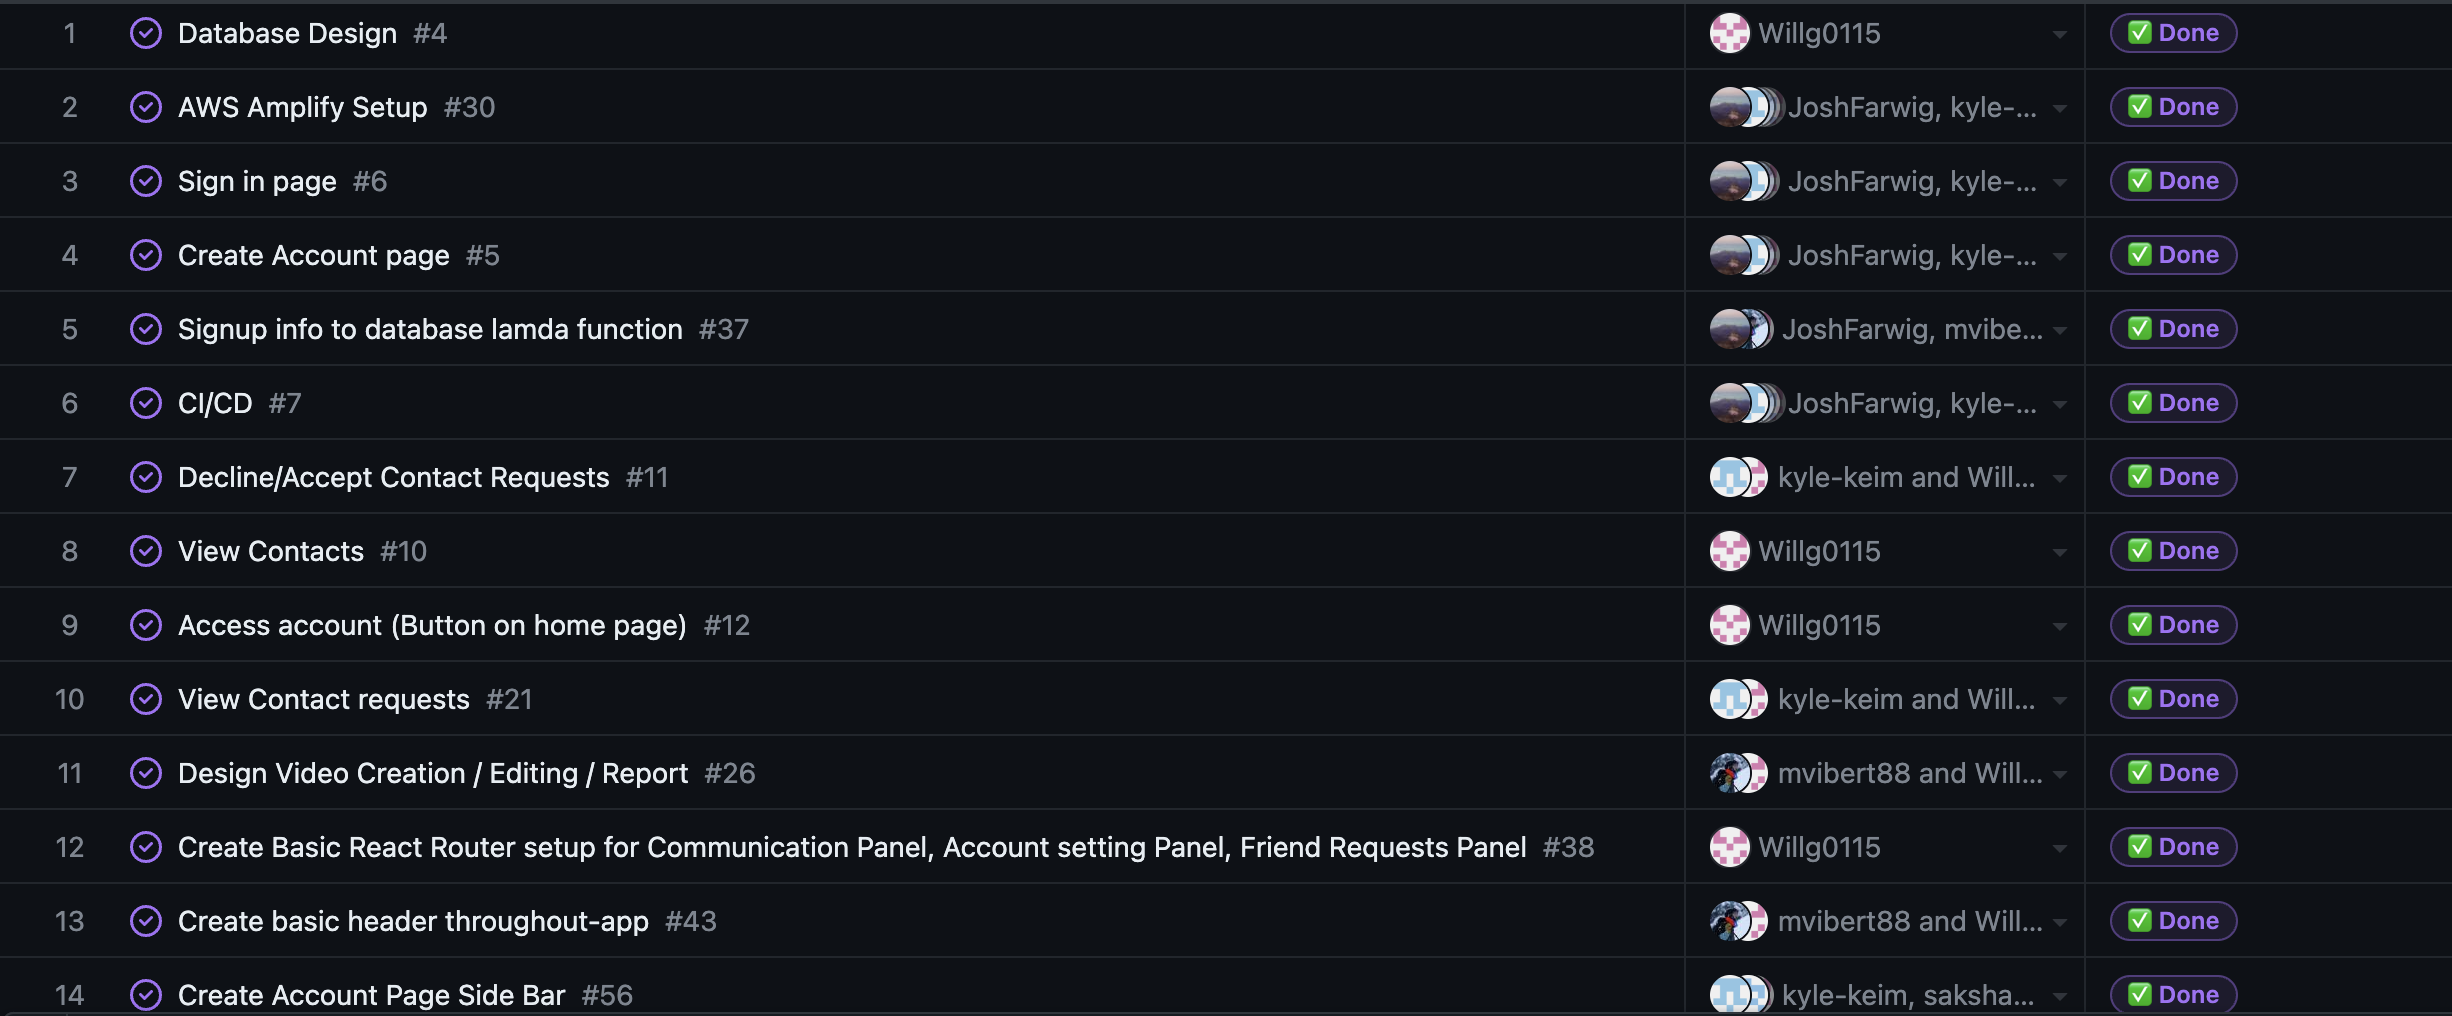 1 Database Design #4 Willg0115 Done
2 AWS Amplify Setup #30 JoshFarwig, kyle-... Done
3 Sign in page #6 JoshFarwig, kyle-... Done
4 Create Account page #5 JoshFarwig, kyle-... Done
5 Signup info to database lamda function #37 JoshFarwig, mvibe... Done
6 CI/CD #7 JoshFarwig, kyle-... Done
7 Decline/Accept Contact Requests #11 kyle-keim and Will... Done
8 View Contacts #10 Willg0115 Done
9 Access account (Button on home page) #12 Willg0115 Done
10 View Contact requests #21 kyle-keim and Will... Done
11 Design Video Creation / Editing / Report #26 mvibert88 and Will... Done
12 Create Basic React Router setup for Communication Panel, Account setting Panel, Friend Requests Panel #38 Willg0115 Done
13 Create basic header throughout-app #43 mvibert88 and Will... Done
14 Create Account Page Side Bar #56 kyle-keim, saksha... Done